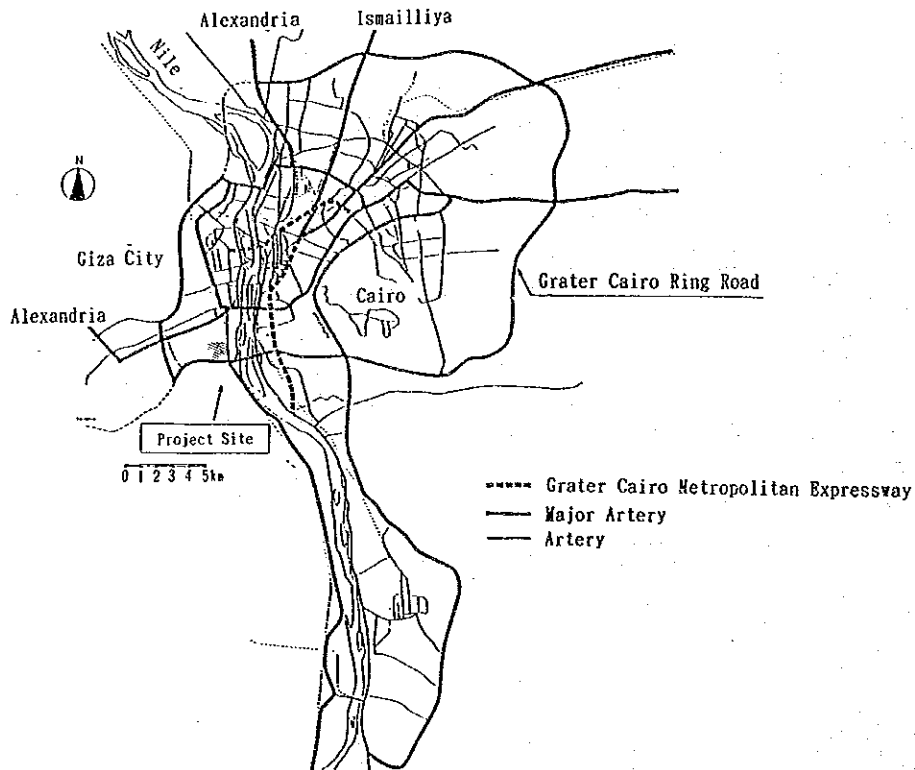 Alexandria
Ismailliya
Nile
N
Giza City
Cairo
Grater Cairo Ring Road
Alexandria
Project Site
0 1 2 3 4 5km
Grater Cairo Metropolitan Expressway
Major Artery
Artery